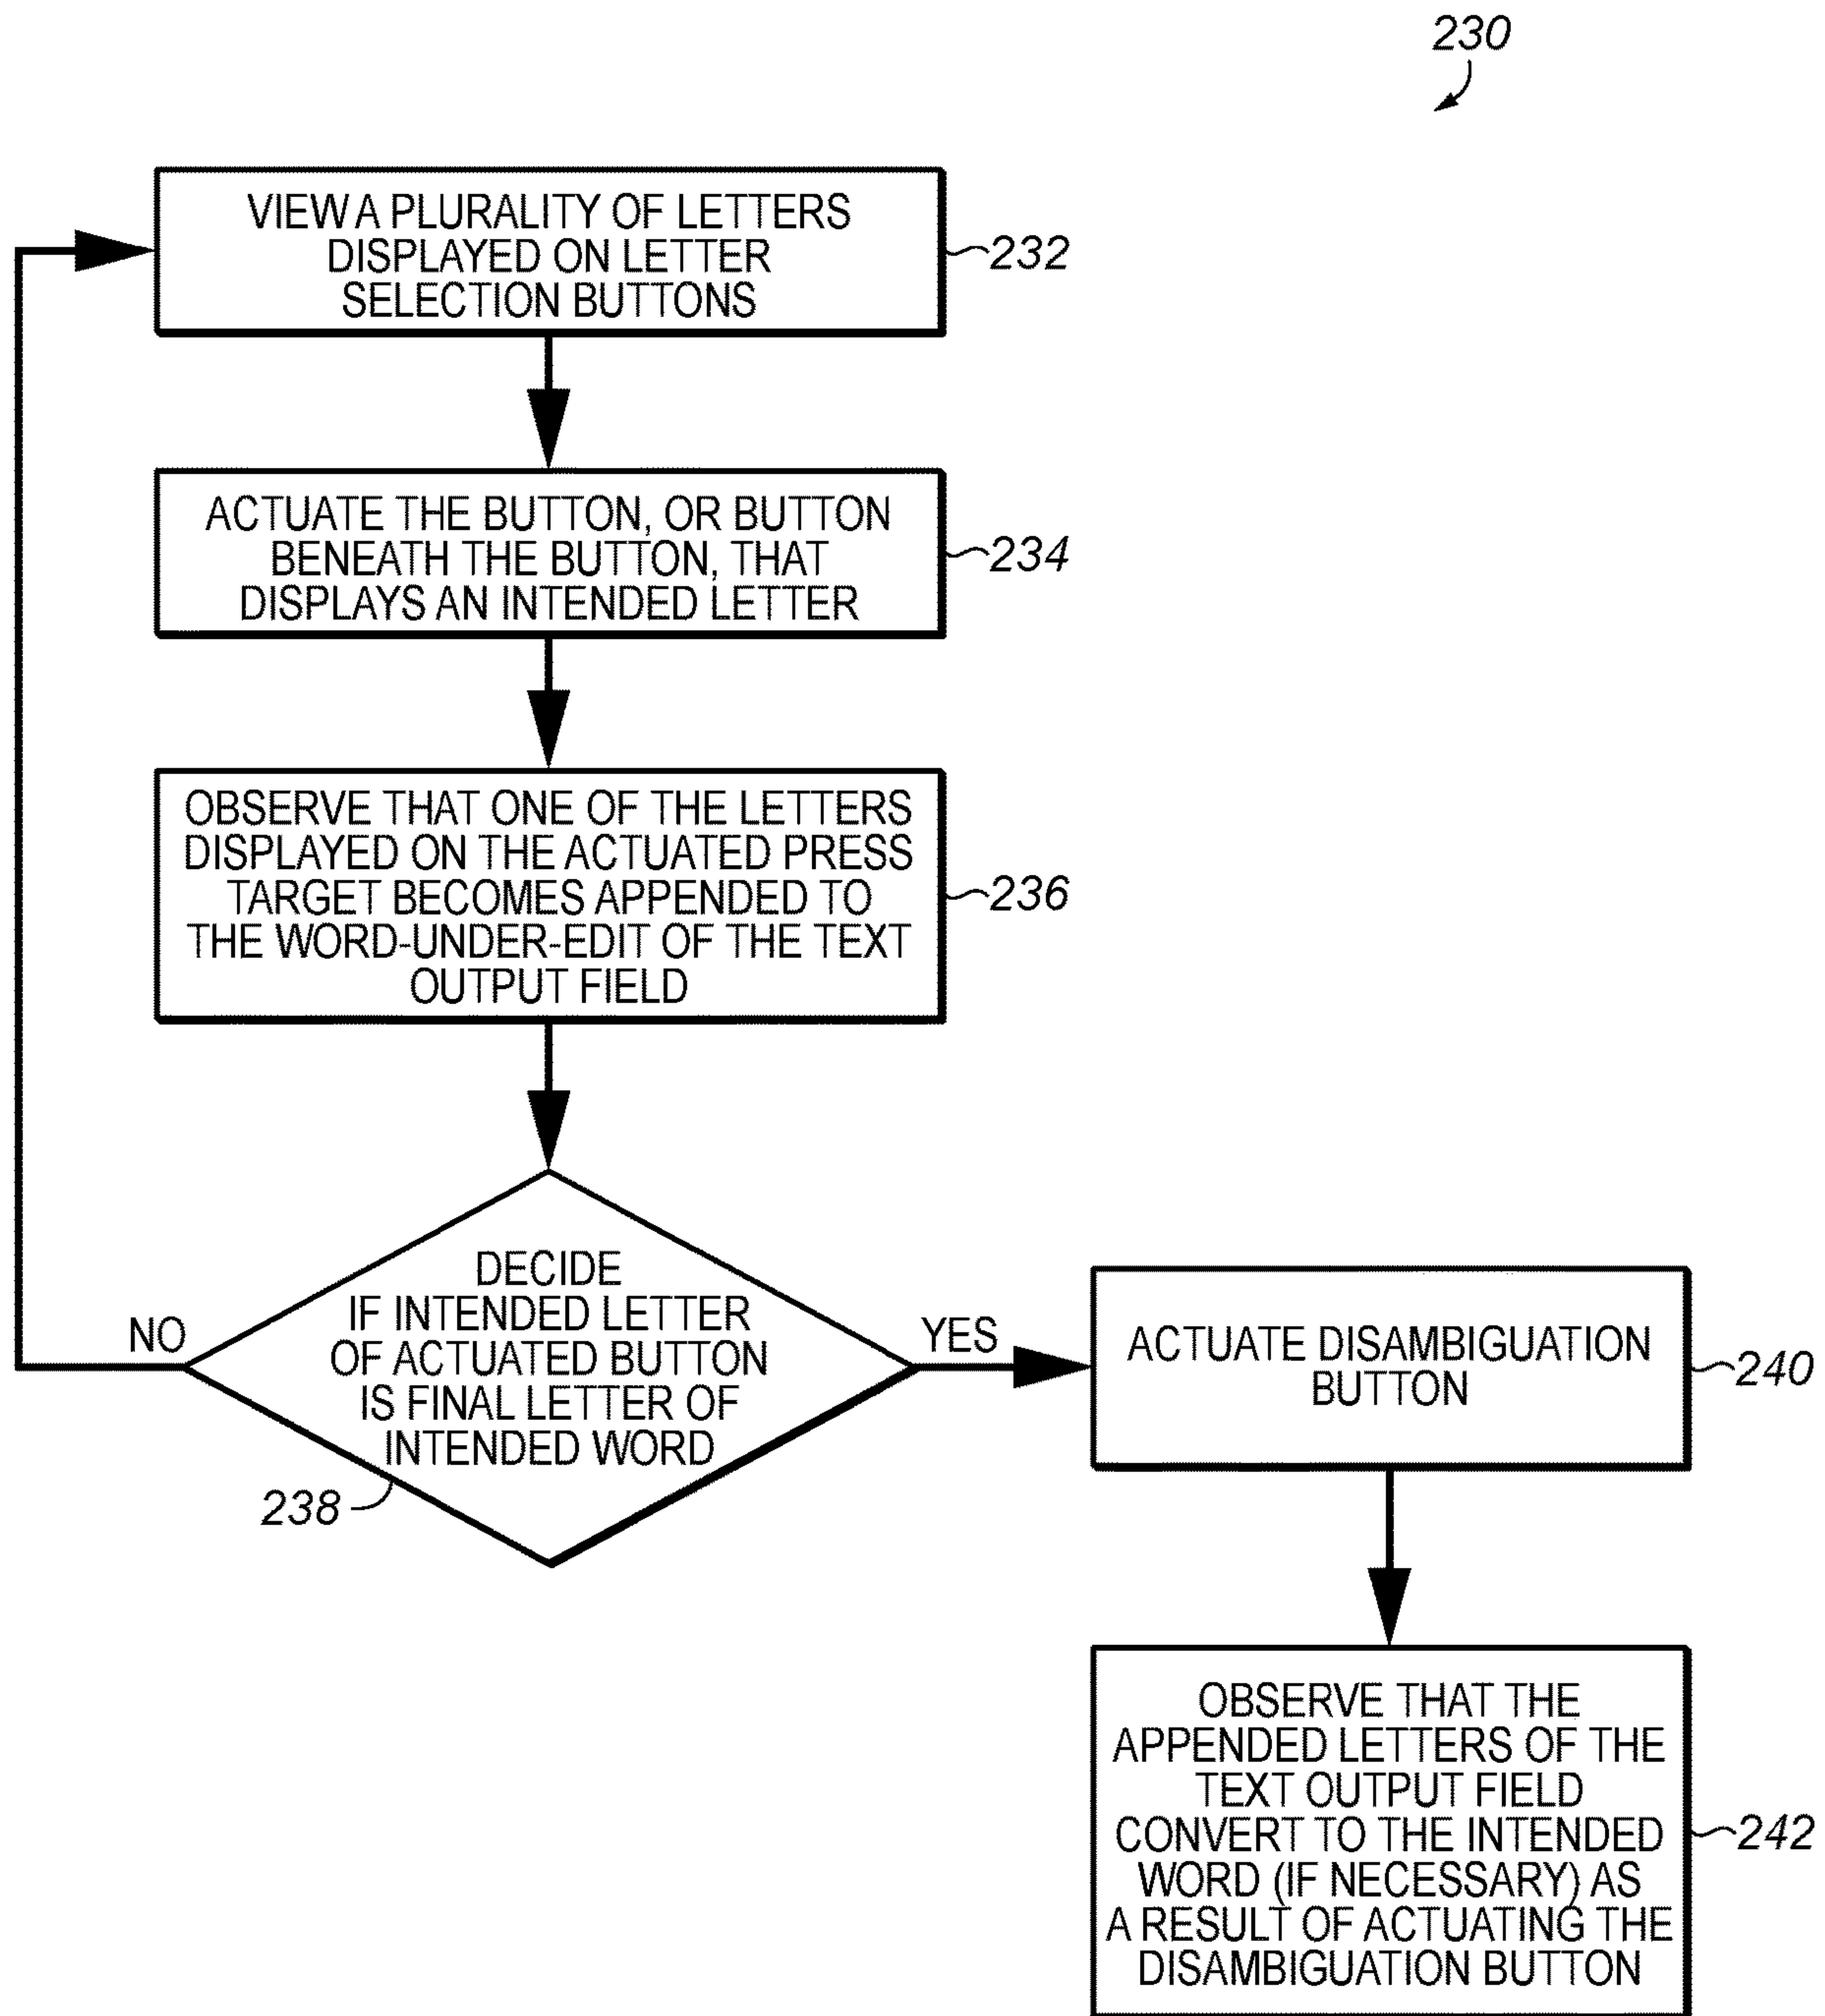 230
VIEW A PLURALITY OF LETTERS
DISPLAYED ON LETTER
SELECTION BUTTONS
232
ACTUATE THE BUTTON, OR BUTTON
BENEATH THE BUTTON, THAT
DISPLAYS AN INTENDED LETTER
234
OBSERVE THAT ONE OF THE LETTERS
DISPLAYED ON THE ACTUATED PRESS
TARGET BECOMES APPENDED TO
THE WORD-UNDER-EDIT OF THE TEXT
OUTPUT FIELD
236
DECIDE
IF INTENDED LETTER
OF ACTUATED BUTTON
IS FINAL LETTER OF
INTENDED WORD
238
NO
YES
ACTUATE DISAMBIGUATION
BUTTON
240
OBSERVE THAT THE
APPENDED LETTERS OF THE
TEXT OUTPUT FIELD
CONVERT TO THE INTENDED
WORD (IF NECESSARY) AS
A RESULT OF ACTUATING THE
DISAMBIGUATION BUTTON
242